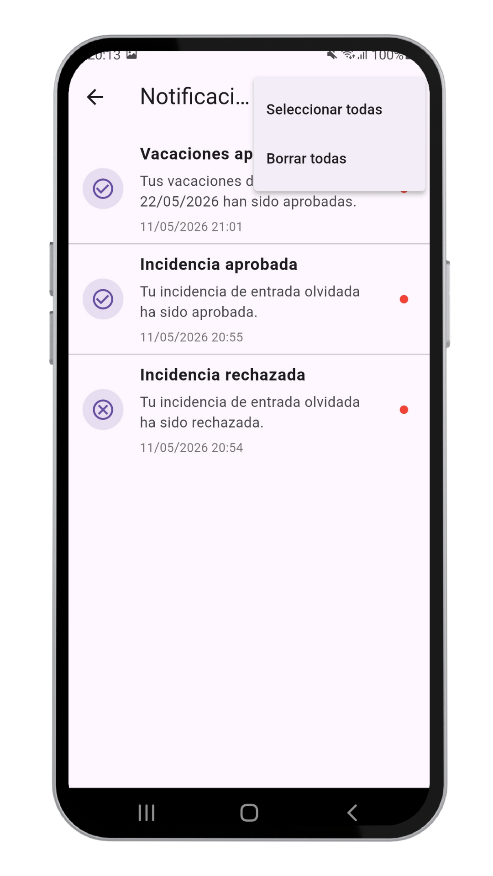 20:13 100%
Notificaci...
Seleccionar todas
Borrar todas
Vacaciones ap
Tus vacaciones d
22/05/2026 han sido aprobadas.
11/05/2026 21:01
Incidencia aprobada
Tu incidencia de entrada olvidada
ha sido aprobada.
11/05/2026 20:55
Incidencia rechazada
Tu incidencia de entrada olvidada
ha sido rechazada.
11/05/2026 20:54